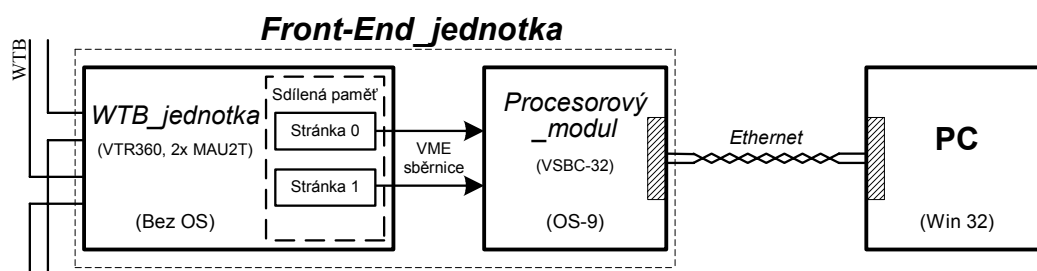 Front-End_jednotka
WTB
WTB_jednotka
(VTR360, 2x MAU2T)
(Bez OS)
Sdílená paměť
Stránka 0
Stránka 1
VME
sběrnice
Procesorový
_modul
(VSBC-32)
(OS-9)
Ethernet
PC
(Win 32)